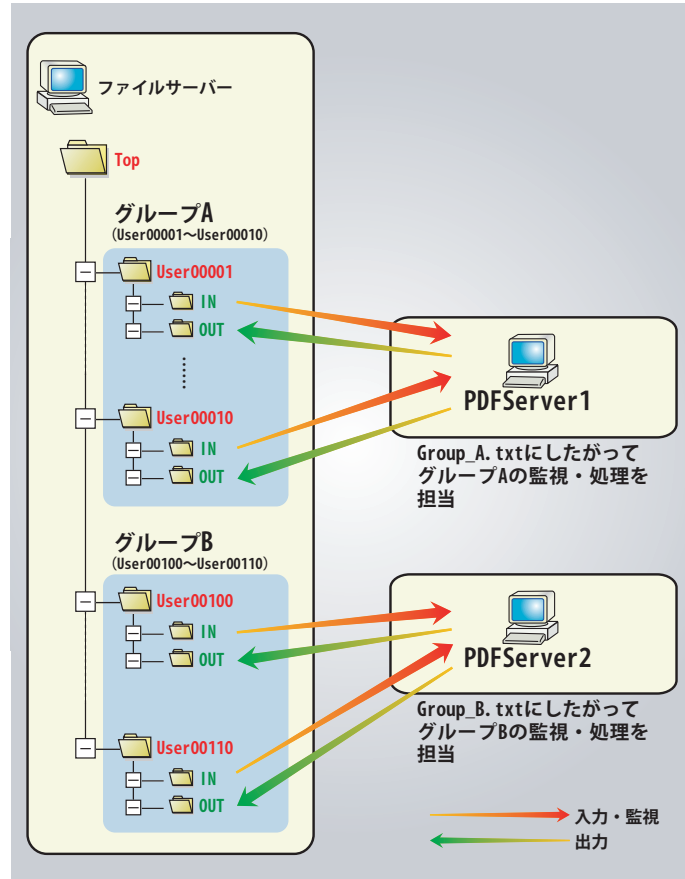 ファイルサーバー
Top
グループA
(User00001～User00010)
User00001
IN
OUT
User00010
IN
OUT
PDFServer1
Group_A.txtにしたがって
グループAの監視・処理を
担当
グループB
(User00100～User00110)
User00100
IN
OUT
User00110
IN
OUT
PDFServer2
Group_B.txtにしたがって
グループBの監視・処理を
担当
入力・監視
出力